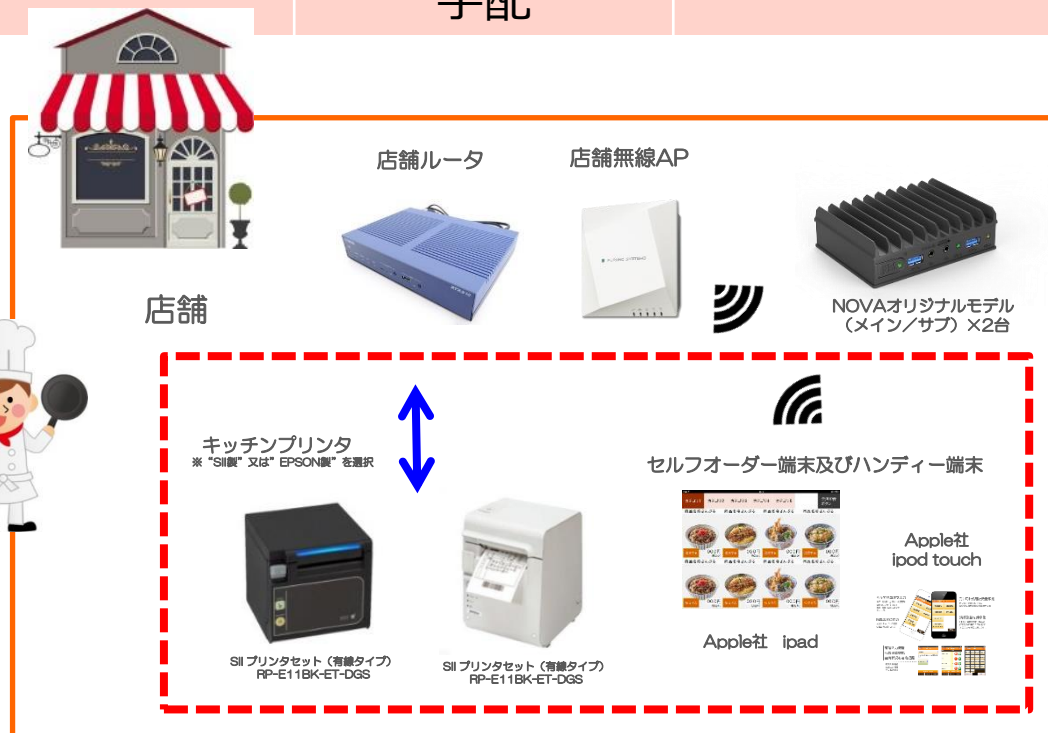 手配
店舗ルータ
店舗無線AP
NOVAオリジナルモデル
（メイン／サブ）×2台
店舗
キッチンプリンタ
※“SII製”又は”EPSON製”を選択
セルフオーダー端末及びハンディー端末
Apple社
ipod touch
Apple社　ipad
SII プリンタセット（有線タイプ）
RP-E11BK-ET-DGS
SII プリンタセット（有線タイプ）
RP-E11BK-ET-DGS